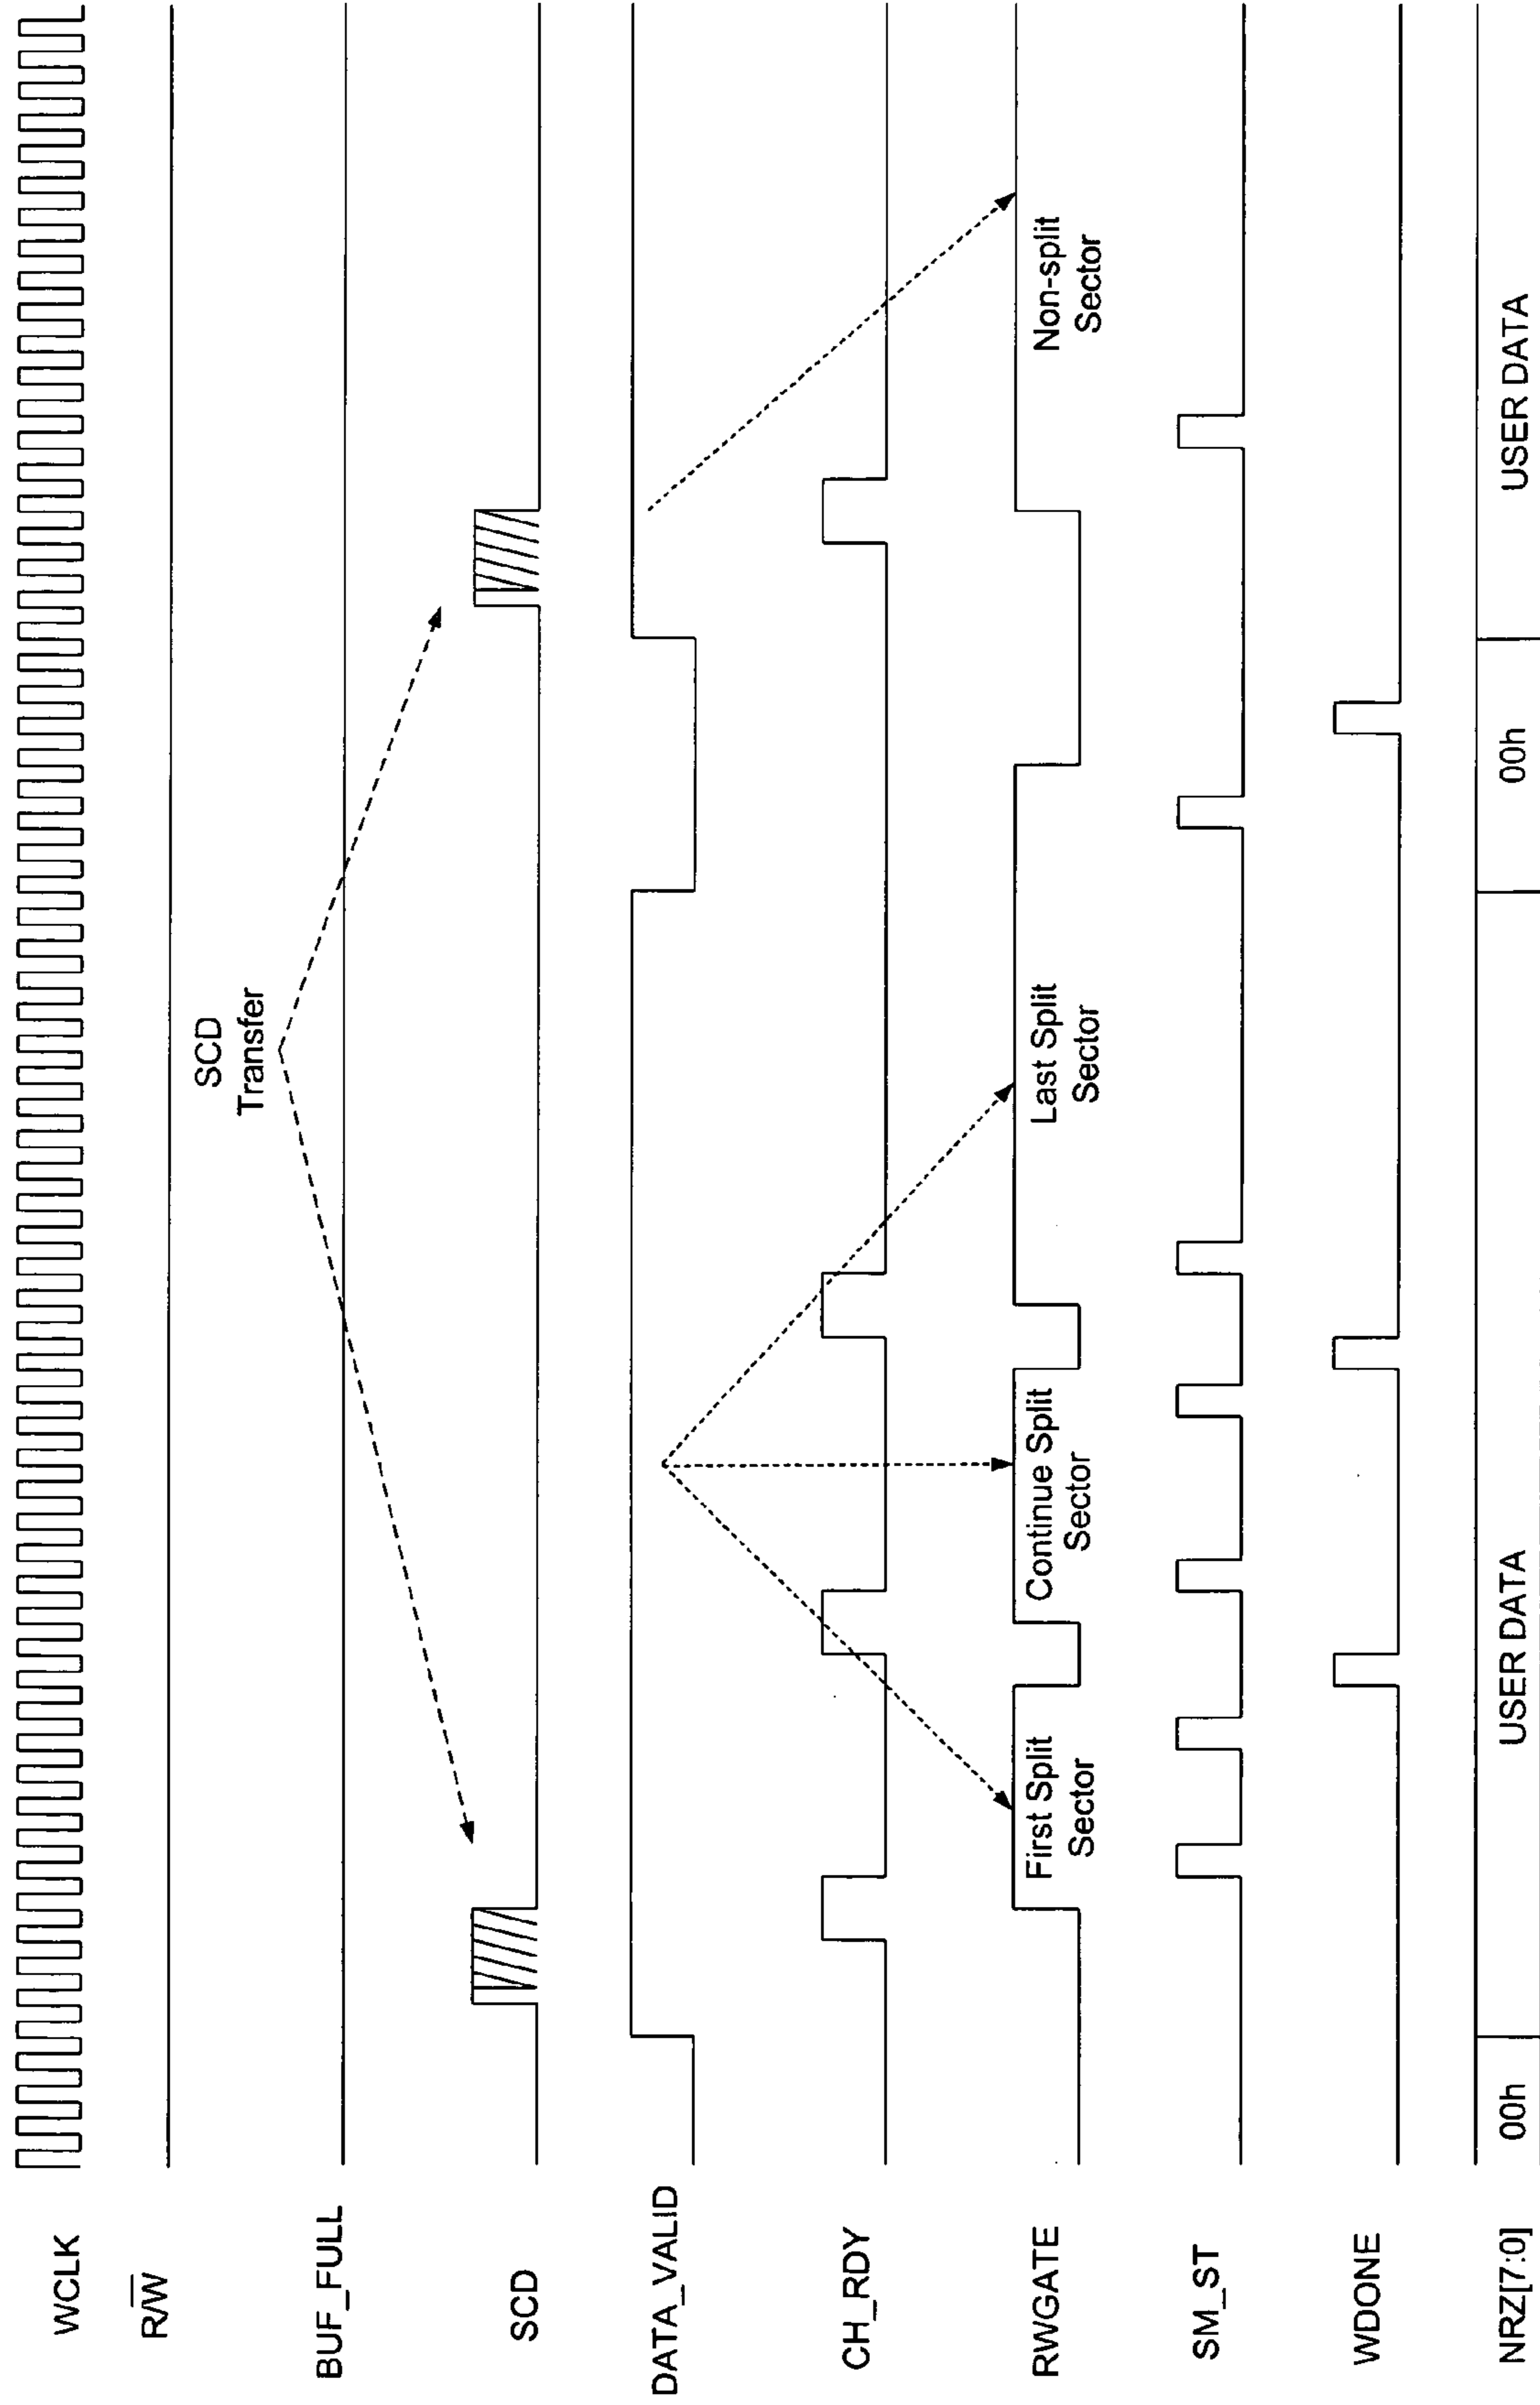 WCLK
R/W
BUF_FULL
SCD
Transfer
SCD
DATA_VALID
CH_RDY
RWGATE
First Split
Sector
Continue Split
Sector
Last Split
Sector
Non-split
Sector
SM_ST
WDONE
NRZ[7:0]
00h
USER DATA
00h
USER DATA